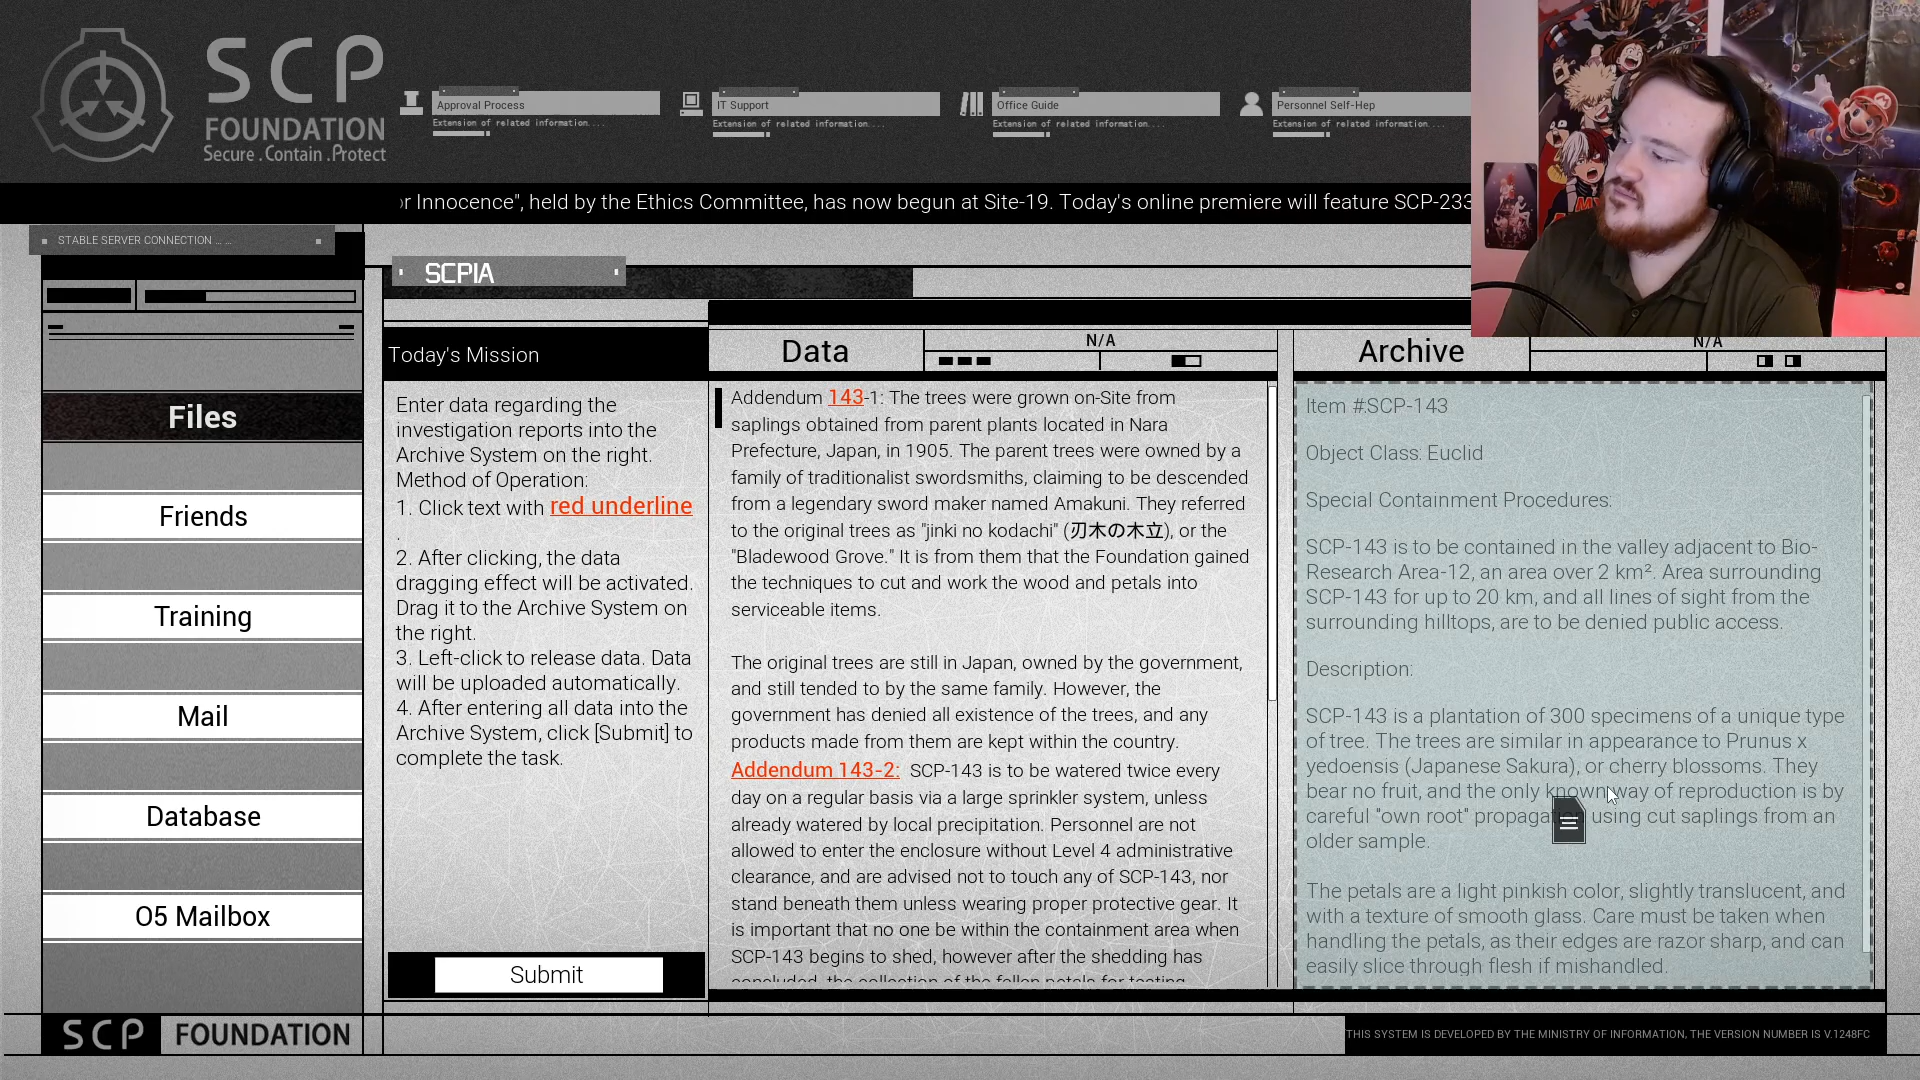 SCP
FOUNDATION
Secure . Contain . Protect
Approval Process
Extension of related information....
IT Support
Extension of related information....
Office Guide
Extension of related information....
Personnel Self-Hep
Extension of related information....
or Innocence", held by the Ethics Committee, has now begun at Site-19. Today's online premiere will feature SCP-233
STABLE SERVER CONNECTION ... ...
SCPIA
Files
Friends
Training
Mail
Database
O5 Mailbox
SCP FOUNDATION
Today's Mission
Enter data regarding the
investigation reports into the
Archive System on the right.
Method of Operation:
1. Click text with red underline
.
2. After clicking, the data
dragging effect will be activated.
Drag it to the Archive System on
the right.
3. Left-click to release data. Data
will be uploaded automatically.
4. After entering all data into the
Archive System, click [Submit] to
complete the task.
Submit
Data
N/A
Addendum 143-1: The trees were grown on-Site from
saplings obtained from parent plants located in Nara
Prefecture, Japan, in 1905. The parent trees were owned by a
family of traditionalist swordsmiths, claiming to be descended
from a legendary sword maker named Amakuni. They referred
to the original trees as "jinki no kodachi" (刃木の木立), or the
"Bladewood Grove." It is from them that the Foundation gained
the techniques to cut and work the wood and petals into
serviceable items.
The original trees are still in Japan, owned by the government,
and still tended to by the same family. However, the
government has denied all existence of the trees, and any
products made from them are kept within the country.
Addendum 143-2: SCP-143 is to be watered twice every
day on a regular basis via a large sprinkler system, unless
already watered by local precipitation. Personnel are not
allowed to enter the enclosure without Level 4 administrative
clearance, and are advised not to touch any of SCP-143, nor
stand beneath them unless wearing proper protective gear. It
is important that no one be within the containment area when
SCP-143 begins to shed, however after the shedding has
concluded, the collection of the fallen petals for testing
Archive
N/A
Item #:SCP-143
Object Class: Euclid
Special Containment Procedures:
SCP-143 is to be contained in the valley adjacent to Bio-
Research Area-12, an area over 2 km². Area surrounding
SCP-143 for up to 20 km, and all lines of sight from the
surrounding hilltops, are to be denied public access.
Description:
SCP-143 is a plantation of 300 specimens of a unique type
of tree. The trees are similar in appearance to Prunus x
yedoensis (Japanese Sakura), or cherry blossoms. They
bear no fruit, and the only known way of reproduction is by
careful "own root" propagation using cut saplings from an
older sample.
The petals are a light pinkish color, slightly translucent, and
with a texture of smooth glass. Care must be taken when
handling the petals, as their edges are razor sharp, and can
easily slice through flesh if mishandled.
THIS SYSTEM IS DEVELOPED BY THE MINISTRY OF INFORMATION, THE VERSION NUMBER IS V.1248FC